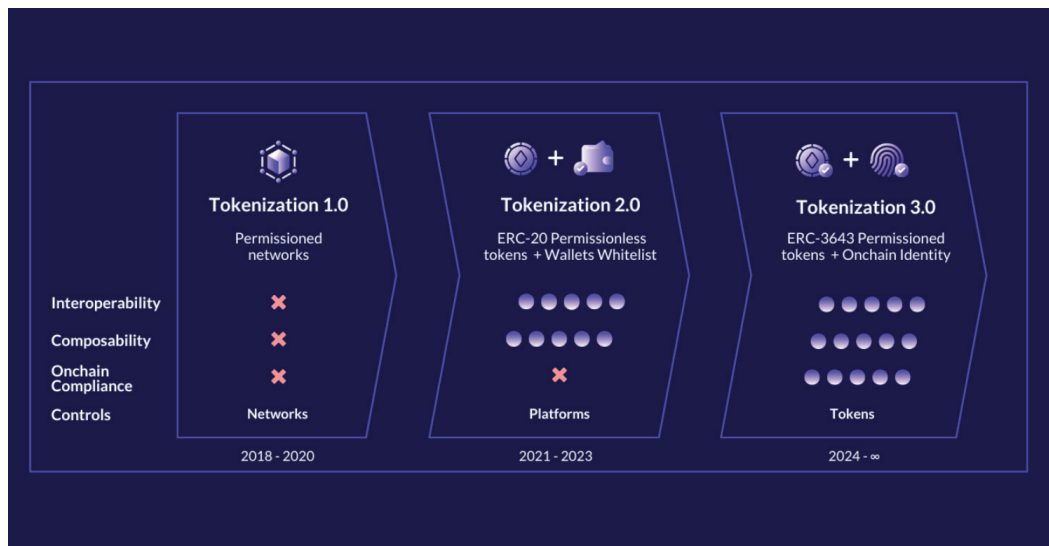 Tokenization 1.0
Permissioned
networks
Tokenization 2.0
ERC-20 Permissionless
tokens + Wallets Whitelist
Tokenization 3.0
ERC-3643 Permissioned
tokens + Onchain Identity
Interoperability
Composability
Onchain
Compliance
Controls
Networks
Platforms
Tokens
2018 - 2020
2021 - 2023
2024 - ∞